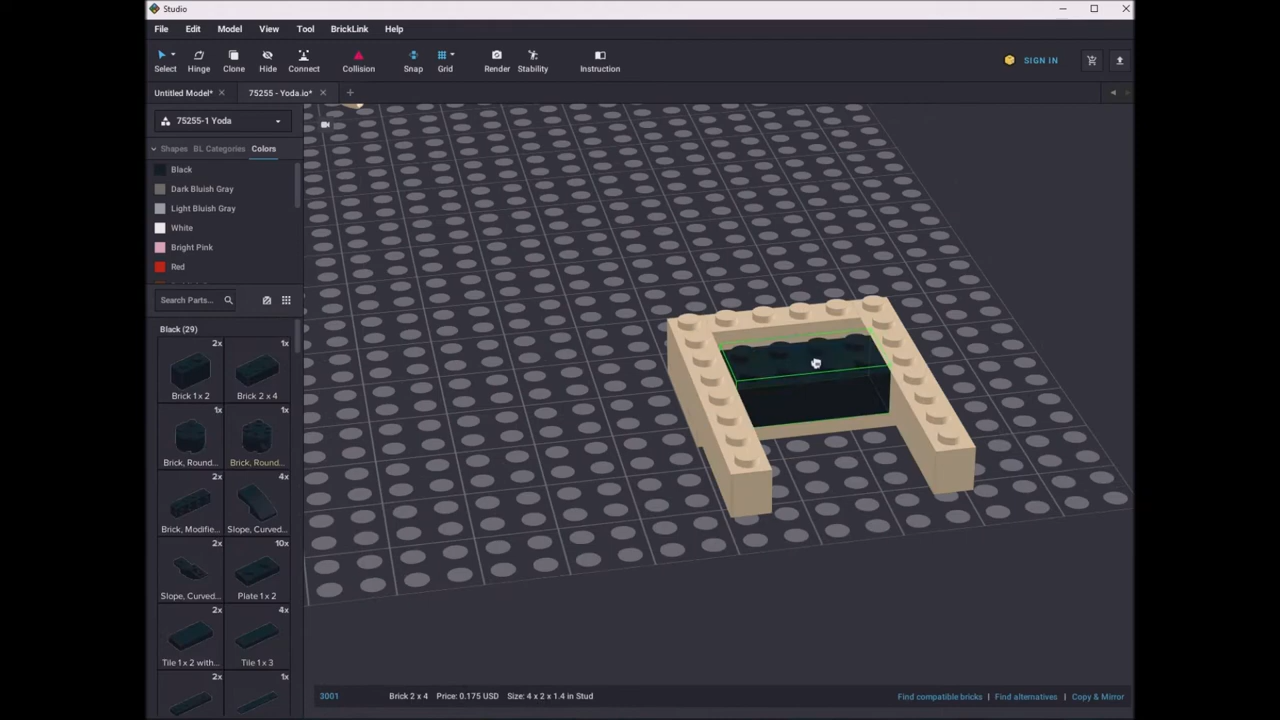 Studio
File Edit Model View Tool BrickLink Help
Select Hinge Clone Hide Connect Collision Snap Grid Render Stability Instruction SIGN IN
Untitled Model* 75255 - Yoda.io*
75255-1 Yoda
Shapes BL Categories Colors
Black
Dark Bluish Gray
Light Bluish Gray
White
Bright Pink
Red
Search Parts...
Black (29)
2x 1x
Brick 1 x 2 Brick 2 x 4
1x 1x
Brick, Round... Brick, Round...
2x 4x
Brick, Modifie... Slope, Curved...
2x 10x
Slope, Curved... Plate 1 x 2
2x 4x
Tile 1 x 2 with... Tile 1 x 3
2x 1x
3001 Brick 2 x 4 Price: 0.175 USD Size: 4 x 2 x 1.4 in Stud Find compatible bricks | Find alternatives | Copy & Mirror